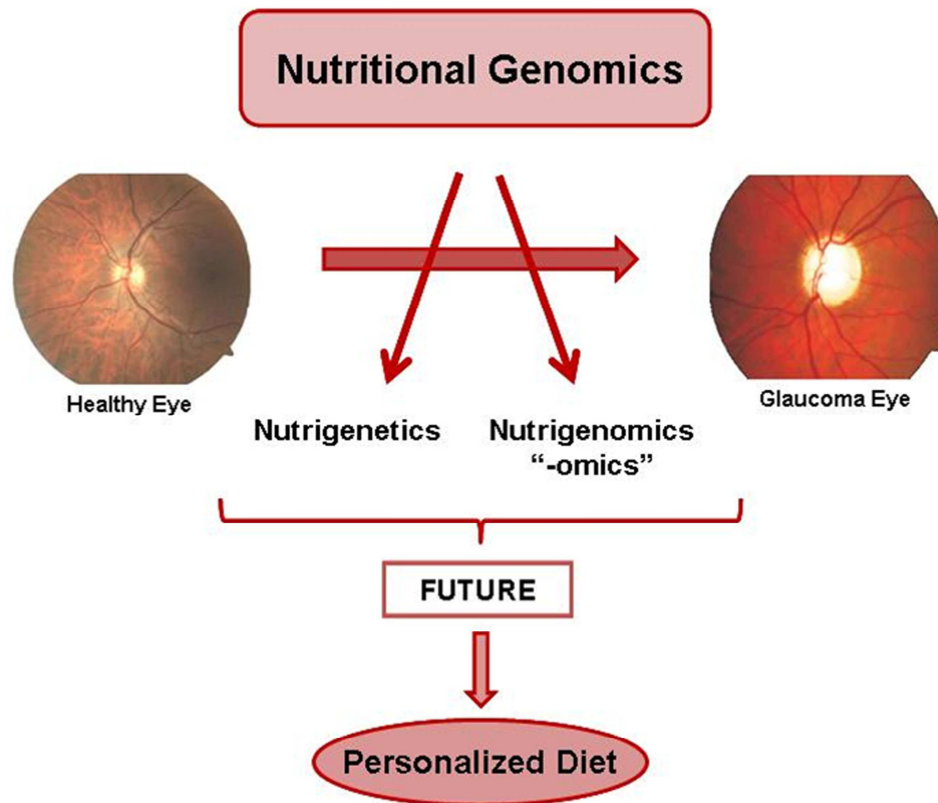 Nutritional Genomics
Healthy Eye
Glaucoma Eye
Nutrigenetics
Nutrigenomics
“-omics”
FUTURE
Personalized Diet